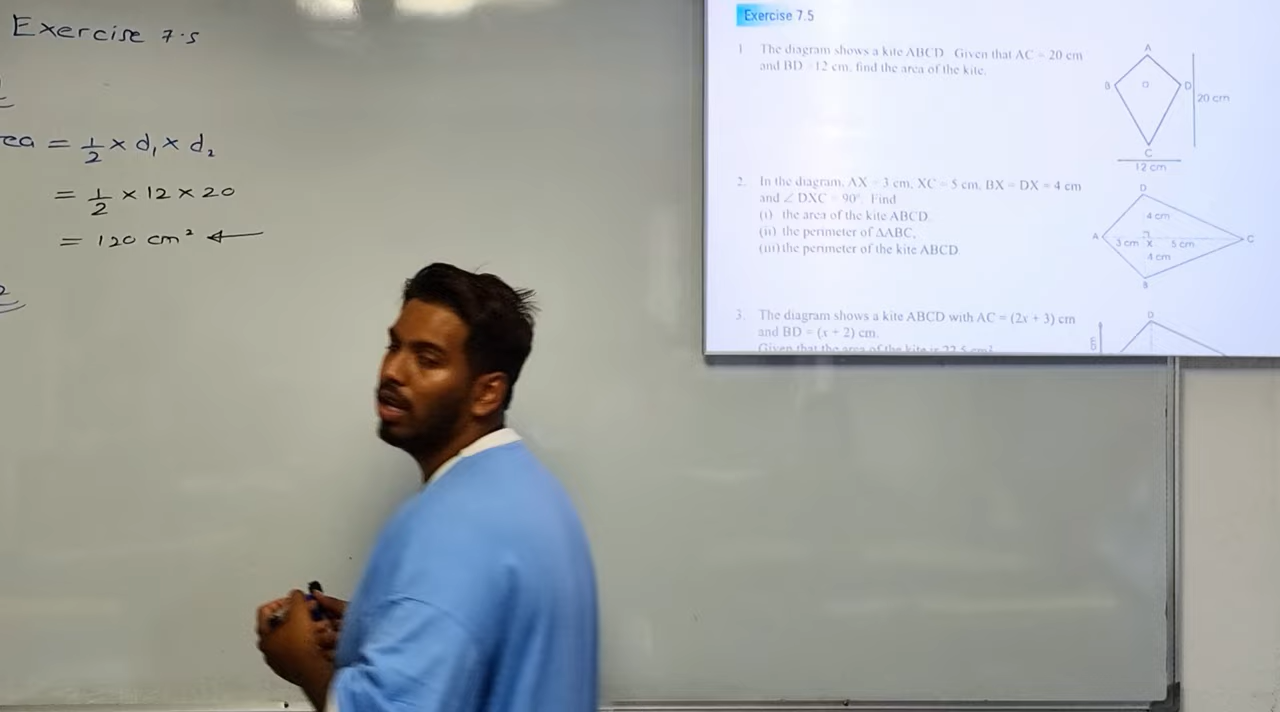 Exercise 7.5
ea = 1/2 × d₁ × d₂
= 1/2 × 12 × 20
= 120 cm² ←
2
Exercise 7.5
1 The diagram shows a kite ABCD. Given that AC = 20 cm
and BD = 12 cm, find the area of the kite.
A
B
D
20 cm
C
12 cm
2. In the diagram, AX = 3 cm, XC = 5 cm, BX = DX = 4 cm
and ∠ DXC = 90°. Find
(i) the area of the kite ABCD.
(ii) the perimeter of ΔABC,
(iii) the perimeter of the kite ABCD.
D
4 cm
A
3 cm
X
5 cm
C
4 cm
B
3. The diagram shows a kite ABCD with AC = (2x + 3) cm
and BD = (x + 2) cm.
Given that the area of the kite is 22.5 cm²
D